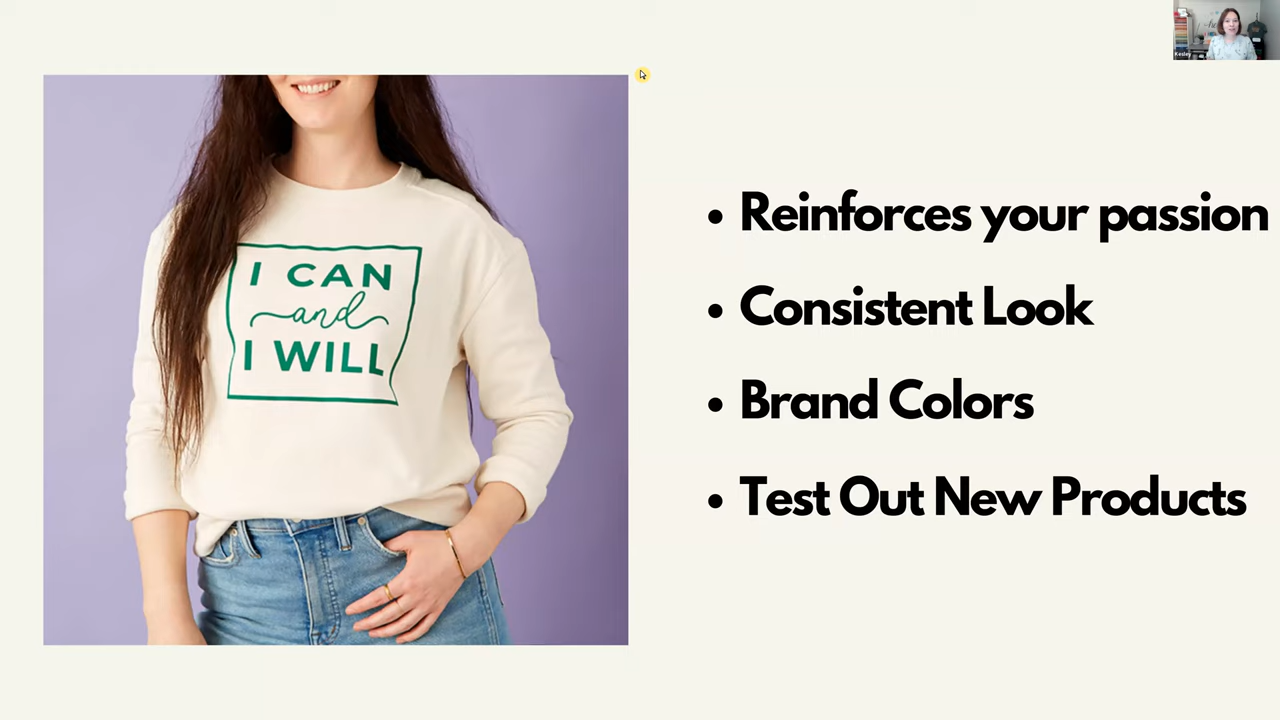 I CAN
and
I WILL
• Reinforces your passion
• Consistent Look
• Brand Colors
• Test Out New Products